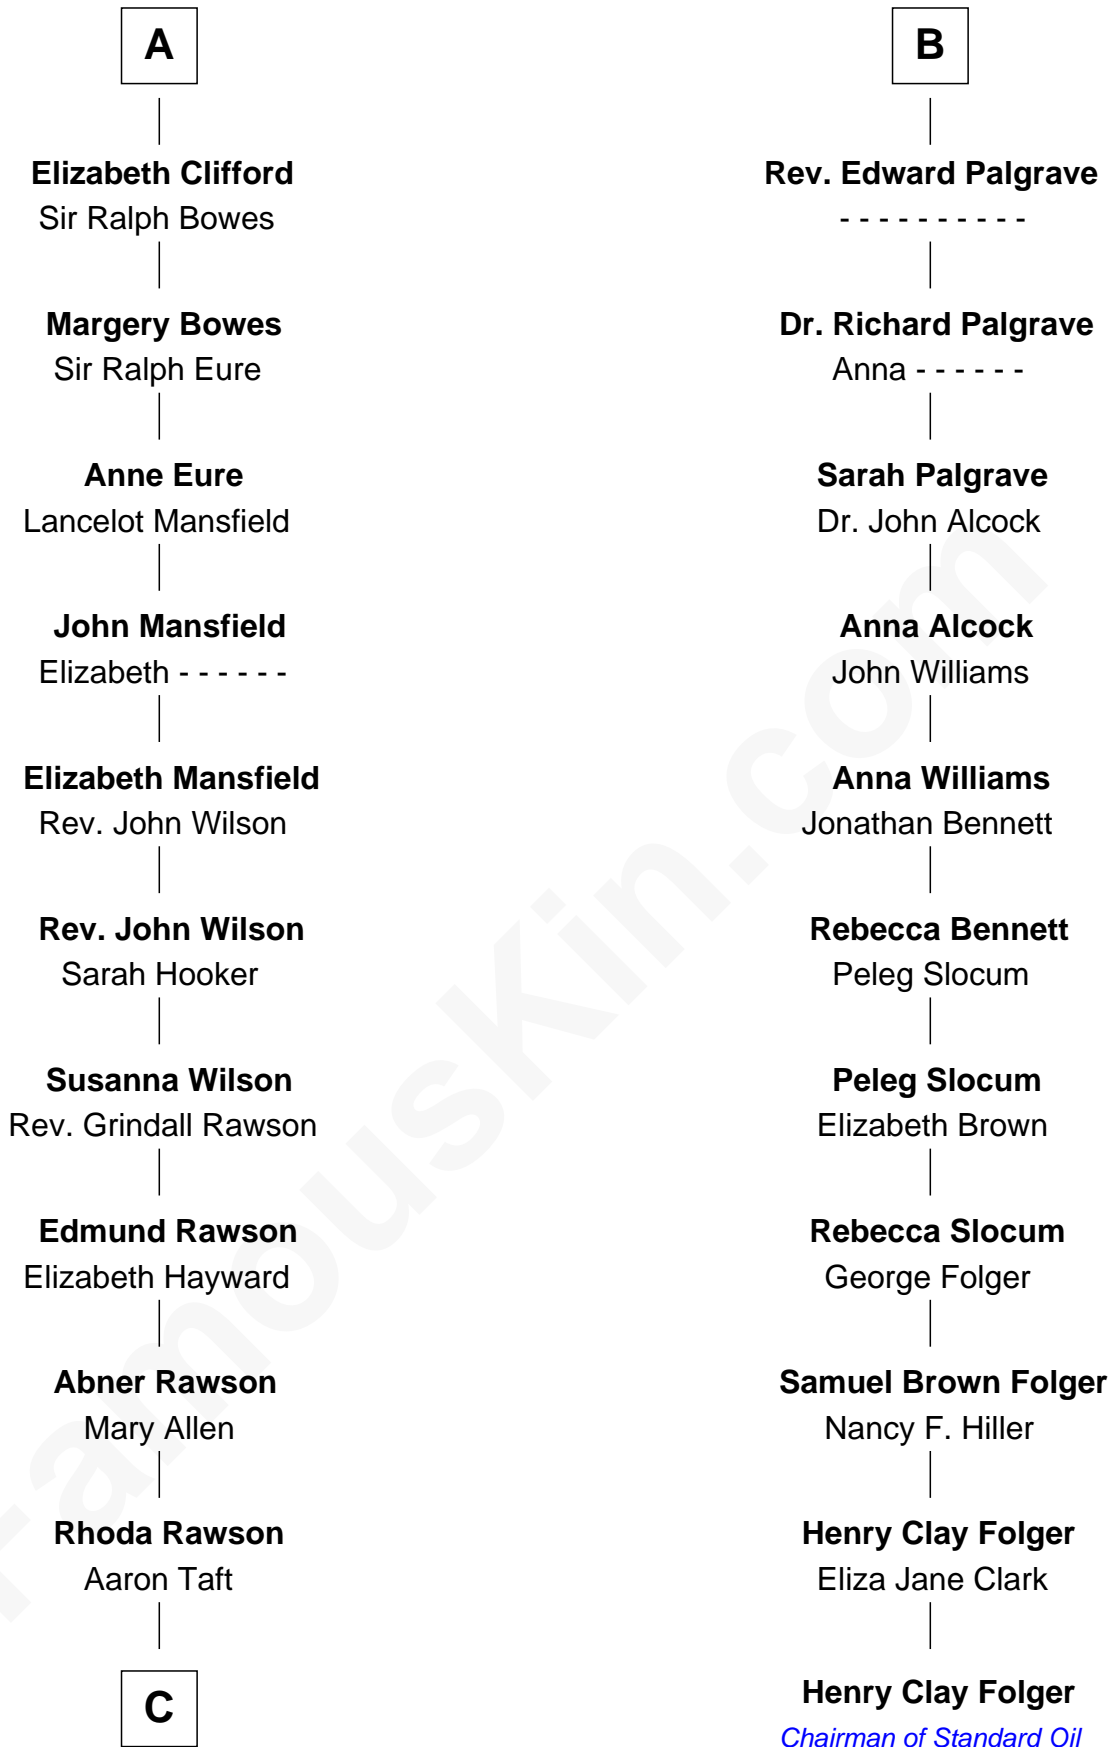 A
Elizabeth Clifford
Sir Ralph Bowes
Margery Bowes
Sir Ralph Eure
Anne Eure
Lancelot Mansfield
John Mansfield
Elizabeth - - - - - -
Elizabeth Mansfield
Rev. John Wilson
Rev. John Wilson
Sarah Hooker
Susanna Wilson
Rev. Grindall Rawson
Edmund Rawson
Elizabeth Hayward
Abner Rawson
Mary Allen
Rhoda Rawson
Aaron Taft
C
B
Rev. Edward Palgrave
- - - - - - - - - -
Dr. Richard Palgrave
Anna - - - - - -
Sarah Palgrave
Dr. John Alcock
Anna Alcock
John Williams
Anna Williams
Jonathan Bennett
Rebecca Bennett
Peleg Slocum
Peleg Slocum
Elizabeth Brown
Rebecca Slocum
George Folger
Samuel Brown Folger
Nancy F. Hiller
Henry Clay Folger
Eliza Jane Clark
Henry Clay Folger
Chairman of Standard Oil
FamousKin.com